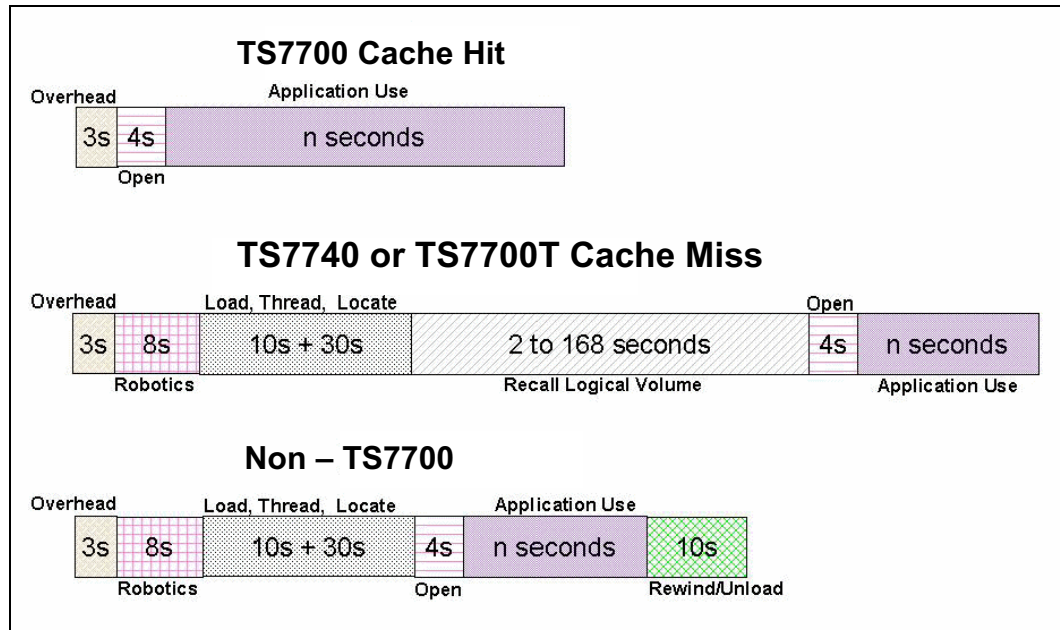 TS7700 Cache Hit
Overhead
Application Use
3s
4s
n seconds
Open
TS7740 or TS7700T Cache Miss
Overhead
Load, Thread, Locate
Open
3s
8s
10s + 30s
2 to 168 seconds
4s
n seconds
Robotics
Recall Logical Volume
Application Use
Non – TS7700
Overhead
Load, Thread, Locate
Application Use
3s
8s
10s + 30s
4s
n seconds
10s
Robotics
Open
Rewind/Unload